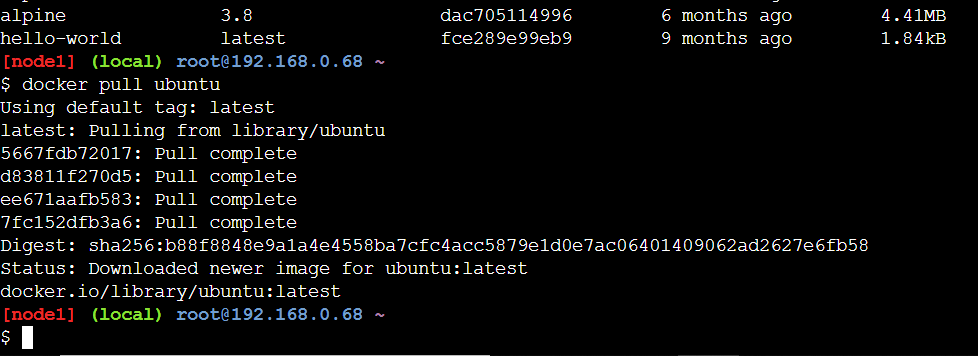 alpine 3.8 dac705114996 6 months ago 4.41MB
hello-world latest fce289e99eb9 9 months ago 1.84kB
[node1] (local) root@192.168.0.68 ~
$ docker pull ubuntu
Using default tag: latest
latest: Pulling from library/ubuntu
5667fdb72017: Pull complete
d83811f270d5: Pull complete
ee671aafb583: Pull complete
7fc152dfb3a6: Pull complete
Digest: sha256:b88f8848e9a1a4e4558ba7cfc4acc5879e1d0e7ac06401409062ad2627e6fb58
Status: Downloaded newer image for ubuntu:latest
docker.io/library/ubuntu:latest
[node1] (local) root@192.168.0.68 ~
$